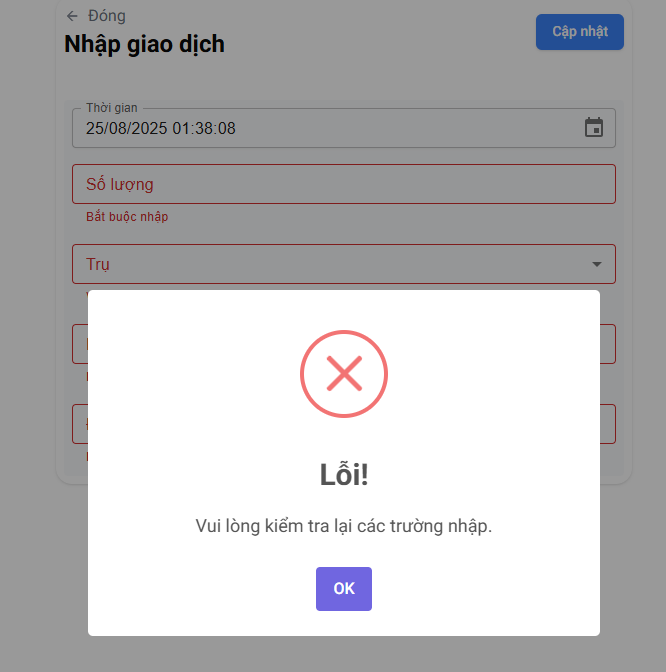 Đóng
Nhập giao dịch
Cập nhật
Thời gian
25/08/2025 01:38:08
Số lượng
Bắt buộc nhập
Trụ
Lỗi!
Vui lòng kiểm tra lại các trường nhập.
OK